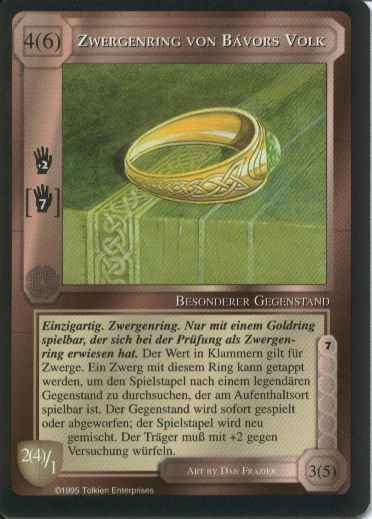 4(6) Zwergenring von Bávors Volk
+2
[7]
Besonderer Gegenstand
Einzigartig. Zwergenring. Nur mit einem Goldring
spielbar, der sich bei der Prüfung als Zwergen-
ring erwiesen hat. Der Wert in Klammern gilt für
Zwerge. Ein Zwerg mit diesem Ring kann getappt
werden, um den Spielstapel nach einem legendären
Gegenstand zu durchsuchen, der am Aufenthaltsort
spielbar ist. Der Gegenstand wird sofort gespielt
oder abgeworfen; der Spielstapel wird neu
gemischt. Der Träger muß mit +2 gegen
Versuchung würfeln.
7
2(4)/1
Art by Dan Frazier
3(5)
©1995 Tolkien Enterprises